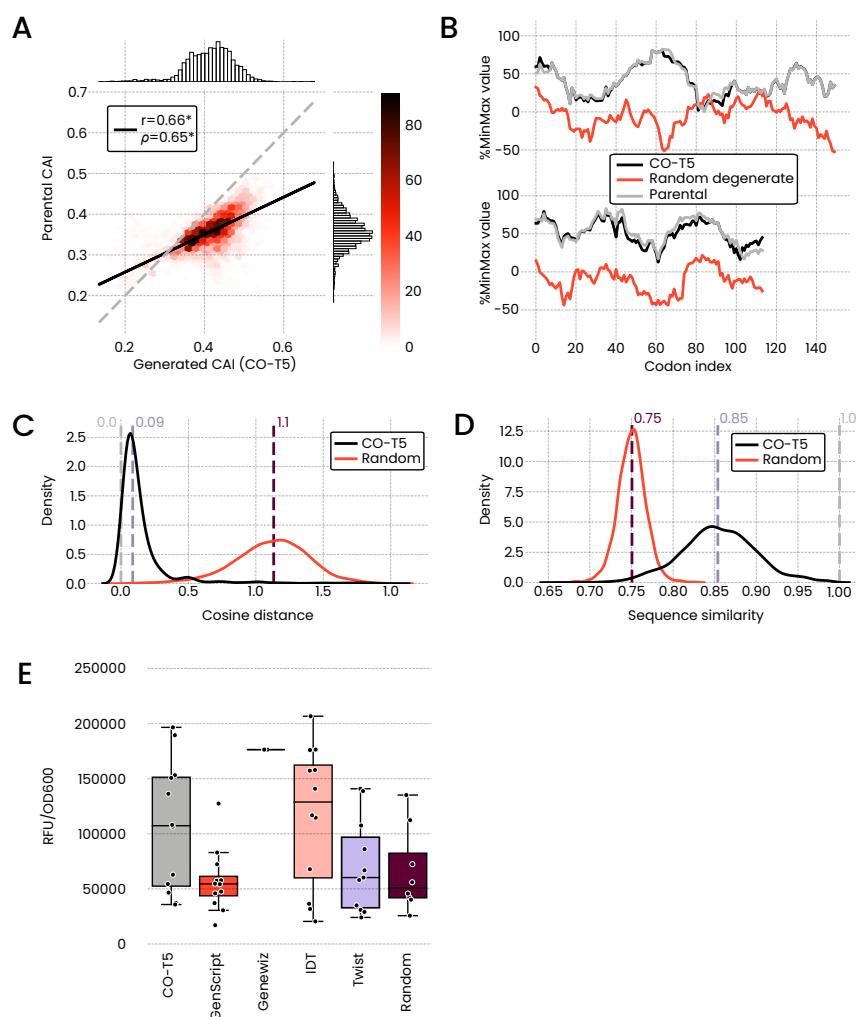 A
0.7
0.6
0.5
0.4
0.3
0.2
Parental CAI
r=0.66*
ρ=0.65*
0.2
0.4
0.6
Generated CAI (CO-T5)
80
60
40
20
0
B
100
50
0
−50
%MinMax value
CO-T5
Random degenerate
Parental
100
50
0
−50
%MinMax value
0
20
40
60
80
100
120
140
Codon index
C
0.0
0.09
1.1
CO-T5
Random
2.5
2.0
1.5
1.0
0.5
0.0
Density
0.0
0.5
1.0
1.5
1.0
Cosine distance
D
0.75
0.85
1.0
CO-T5
Random
12.5
10.0
7.5
5.0
2.5
0.0
Density
0.65
0.70
0.75
0.80
0.85
0.90
0.95
1.00
Sequence similarity
E
250000
200000
150000
100000
50000
0
RFU/OD600
CO-T5
GenScript
Genewiz
IDT
Twist
Random